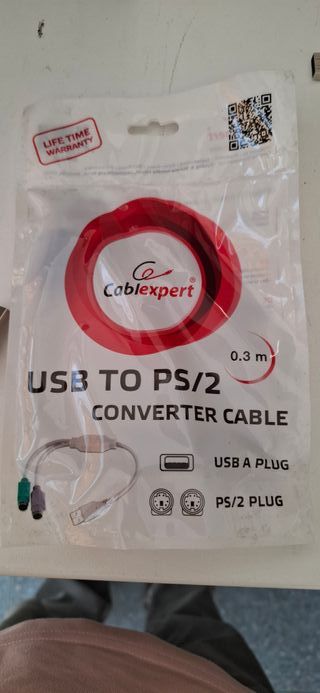 LIFE TIME
WARRANTY
Cablexpert®
0.3 m
USB TO PS/2
CONVERTER CABLE
USB A PLUG
PS/2 PLUG